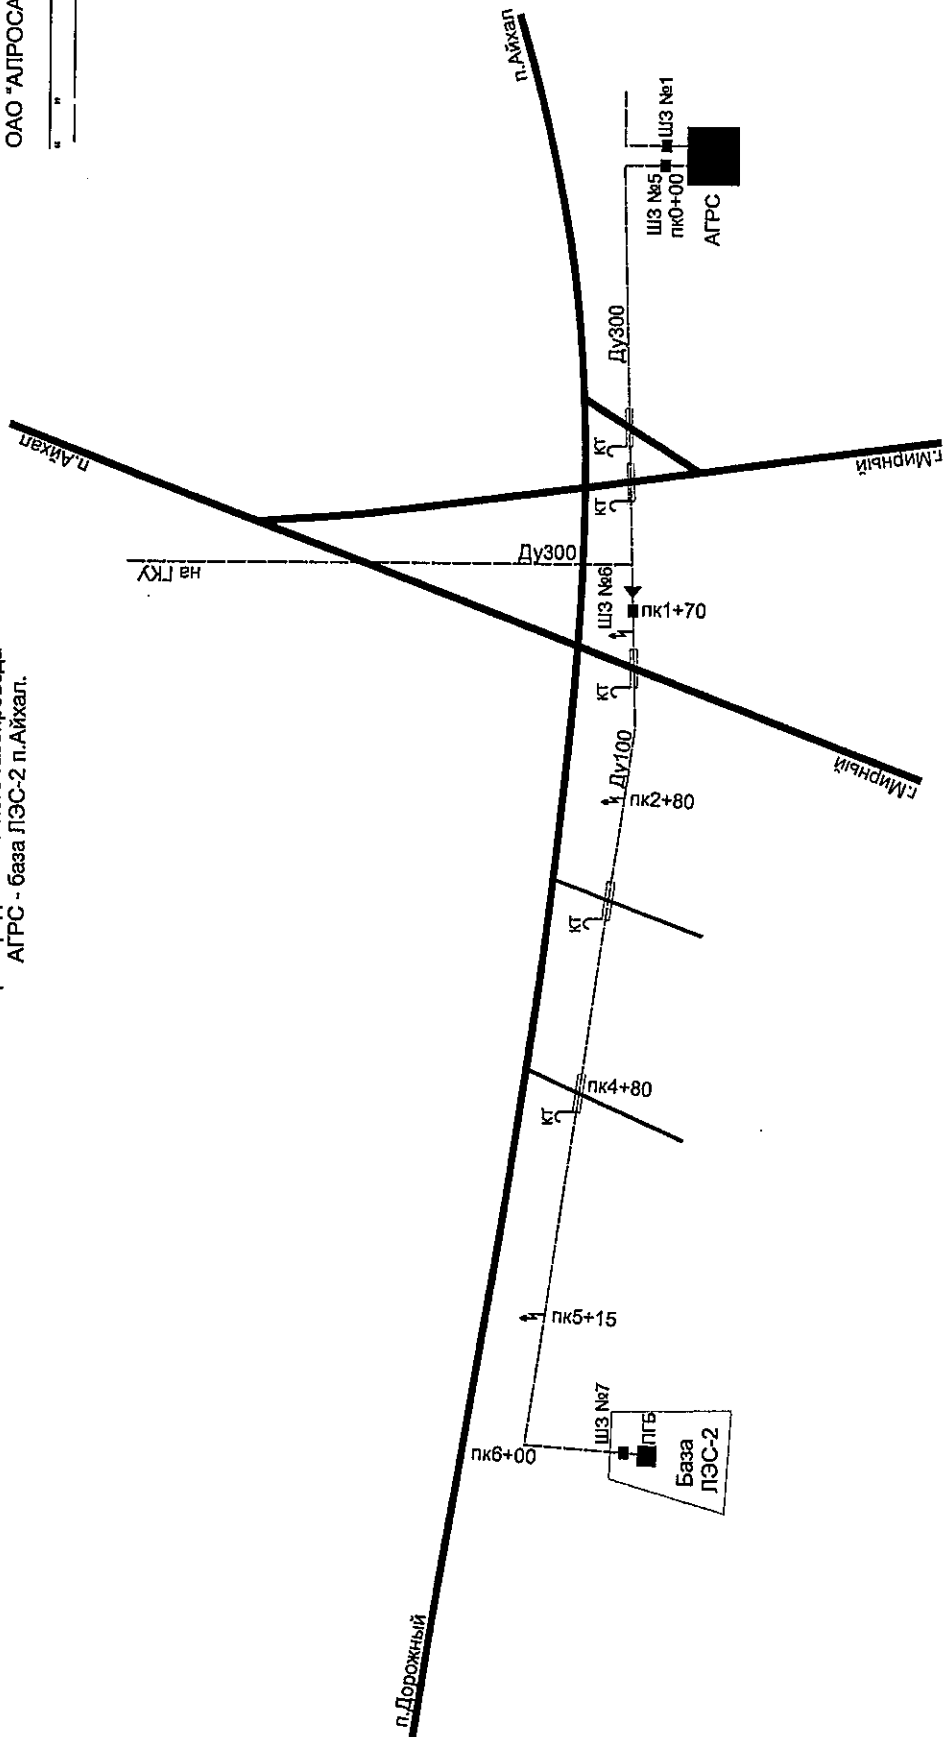 ОАО "АЛРОСА
" "
АГРС - база ЛЭС-2 п.Айхал.
п.Айхал
ШЗ №1
ШЗ №5
пк0+00
АГРС
Ду300
п.Айхал
кт
кт
г.Мирный
на ГКУ
Ду300
ШЗ №6
пк1+70
кт
г.Мирный
Ду100
пк2+80
кт
пк4+80
кт
пк5+15
ШЗ №7
ПГБ
пк6+00
База
ЛЭС-2
п.Дорожный